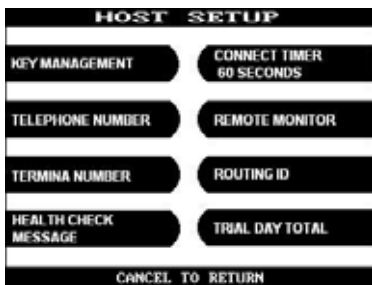 HOST SETUP
KEY MANAGEMENT
CONNECT TIMER
60 SECONDS
TELEPHONE NUMBER
REMOTE MONITOR
TERMINA NUMBER
ROUTING ID
HEALTH CHECK
MESSAGE
TRIAL DAY TOTAL
CANCEL TO RETURN